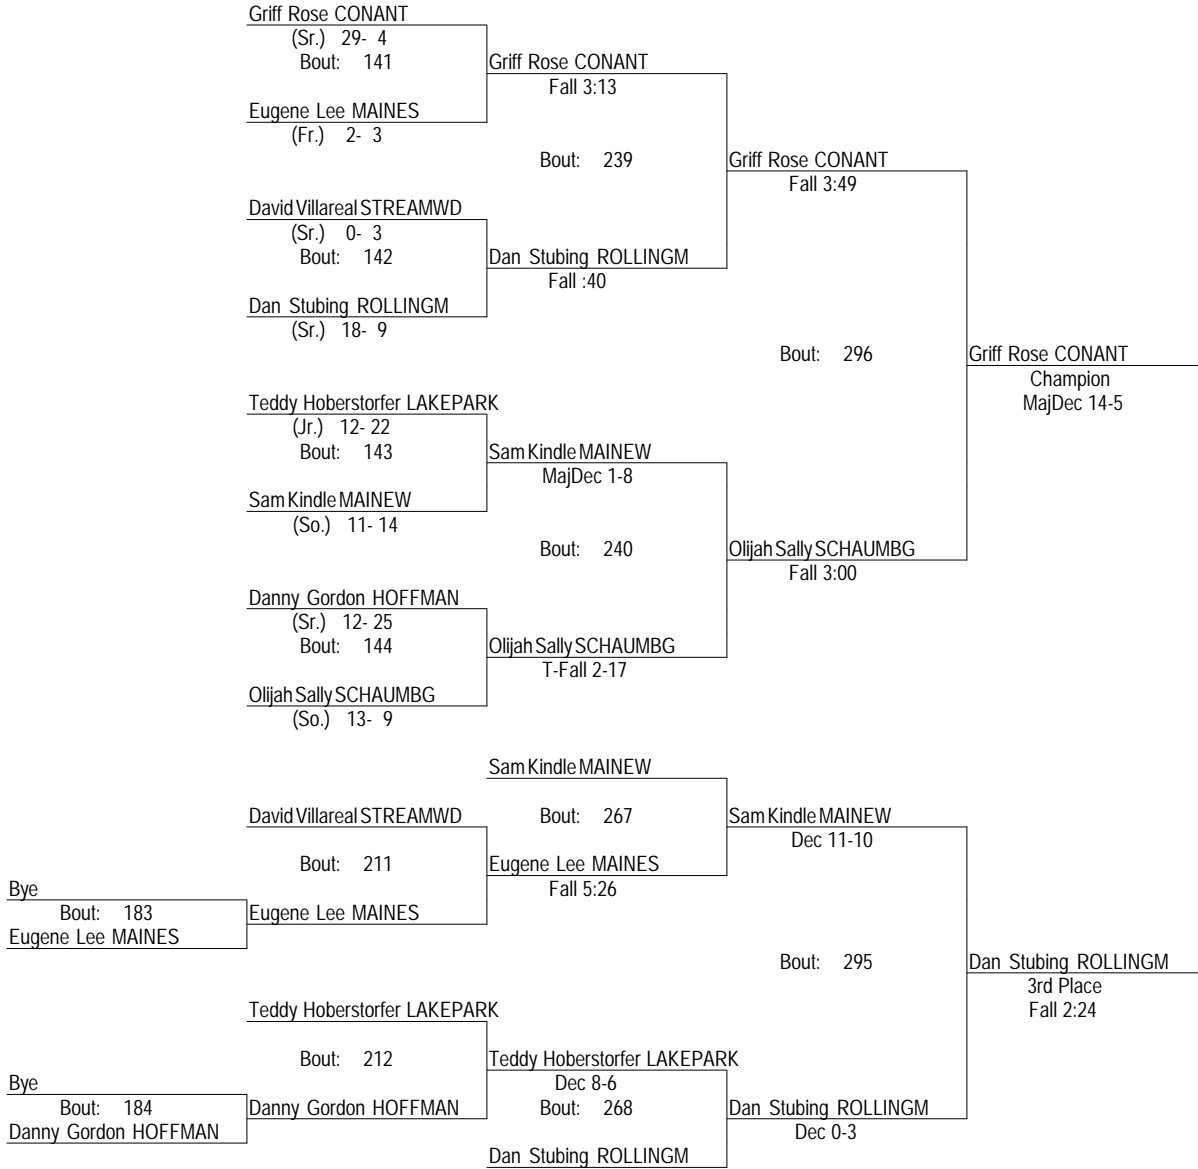 Griff Rose CONANT
(Sr.) 29- 4
Bout: 141
Griff Rose CONANT
Fall 3:13
Eugene Lee MAINES
(Fr.) 2- 3
Bout: 239
Griff Rose CONANT
Fall 3:49
David Villareal STREAMWD
(Sr.) 0- 3
Bout: 142
Dan Stubing ROLLINGM
Fall :40
Dan Stubing ROLLINGM
(Sr.) 18- 9
Bout: 296
Griff Rose CONANT
Champion
MajDec 14-5
Teddy Hoberstorfer LAKEPARK
(Jr.) 12- 22
Bout: 143
Sam Kindle MAINEW
MajDec 1-8
Sam Kindle MAINEW
(So.) 11- 14
Bout: 240
Olijah Sally SCHAUMBG
Fall 3:00
Danny Gordon HOFFMAN
(Sr.) 12- 25
Bout: 144
Olijah Sally SCHAUMBG
T-Fall 2-17
Olijah Sally SCHAUMBG
(So.) 13- 9
Sam Kindle MAINEW
David Villareal STREAMWD
Bout: 267
Sam Kindle MAINEW
Dec 11-10
Bout: 211
Eugene Lee MAINES
Fall 5:26
Bye
Bout: 183
Eugene Lee MAINES
Eugene Lee MAINES
Bout: 295
Dan Stubing ROLLINGM
3rd Place
Fall 2:24
Teddy Hoberstorfer LAKEPARK
Bout: 212
Teddy Hoberstorfer LAKEPARK
Dec 8-6
Bye
Bout: 184
Danny Gordon HOFFMAN
Bout: 268
Dan Stubing ROLLINGM
Dec 0-3
Danny Gordon HOFFMAN
Dan Stubing ROLLINGM